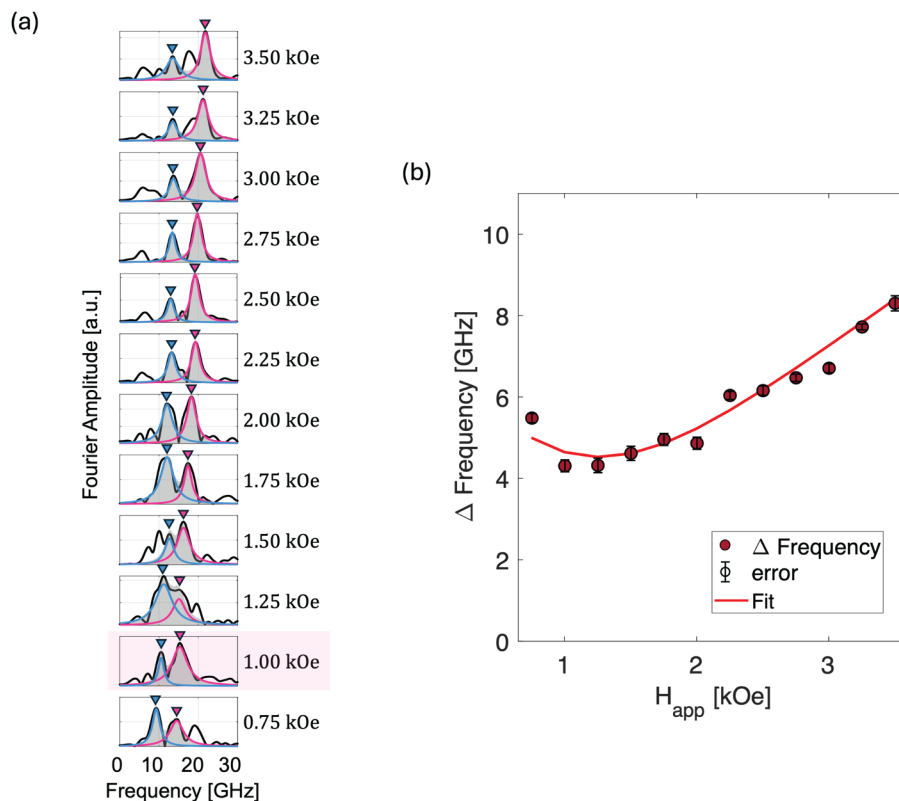 (a)
3.50 kOe
3.25 kOe
3.00 kOe
2.75 kOe
2.50 kOe
2.25 kOe
2.00 kOe
1.75 kOe
1.50 kOe
1.25 kOe
1.00 kOe
0.75 kOe
Fourier Amplitude [a.u.]
0 10 20 30
Frequency [GHz]
(b)
10
8
6
4
2
0
Δ Frequency [GHz]
Δ Frequency
error
Fit
1 2 3
H_app [kOe]